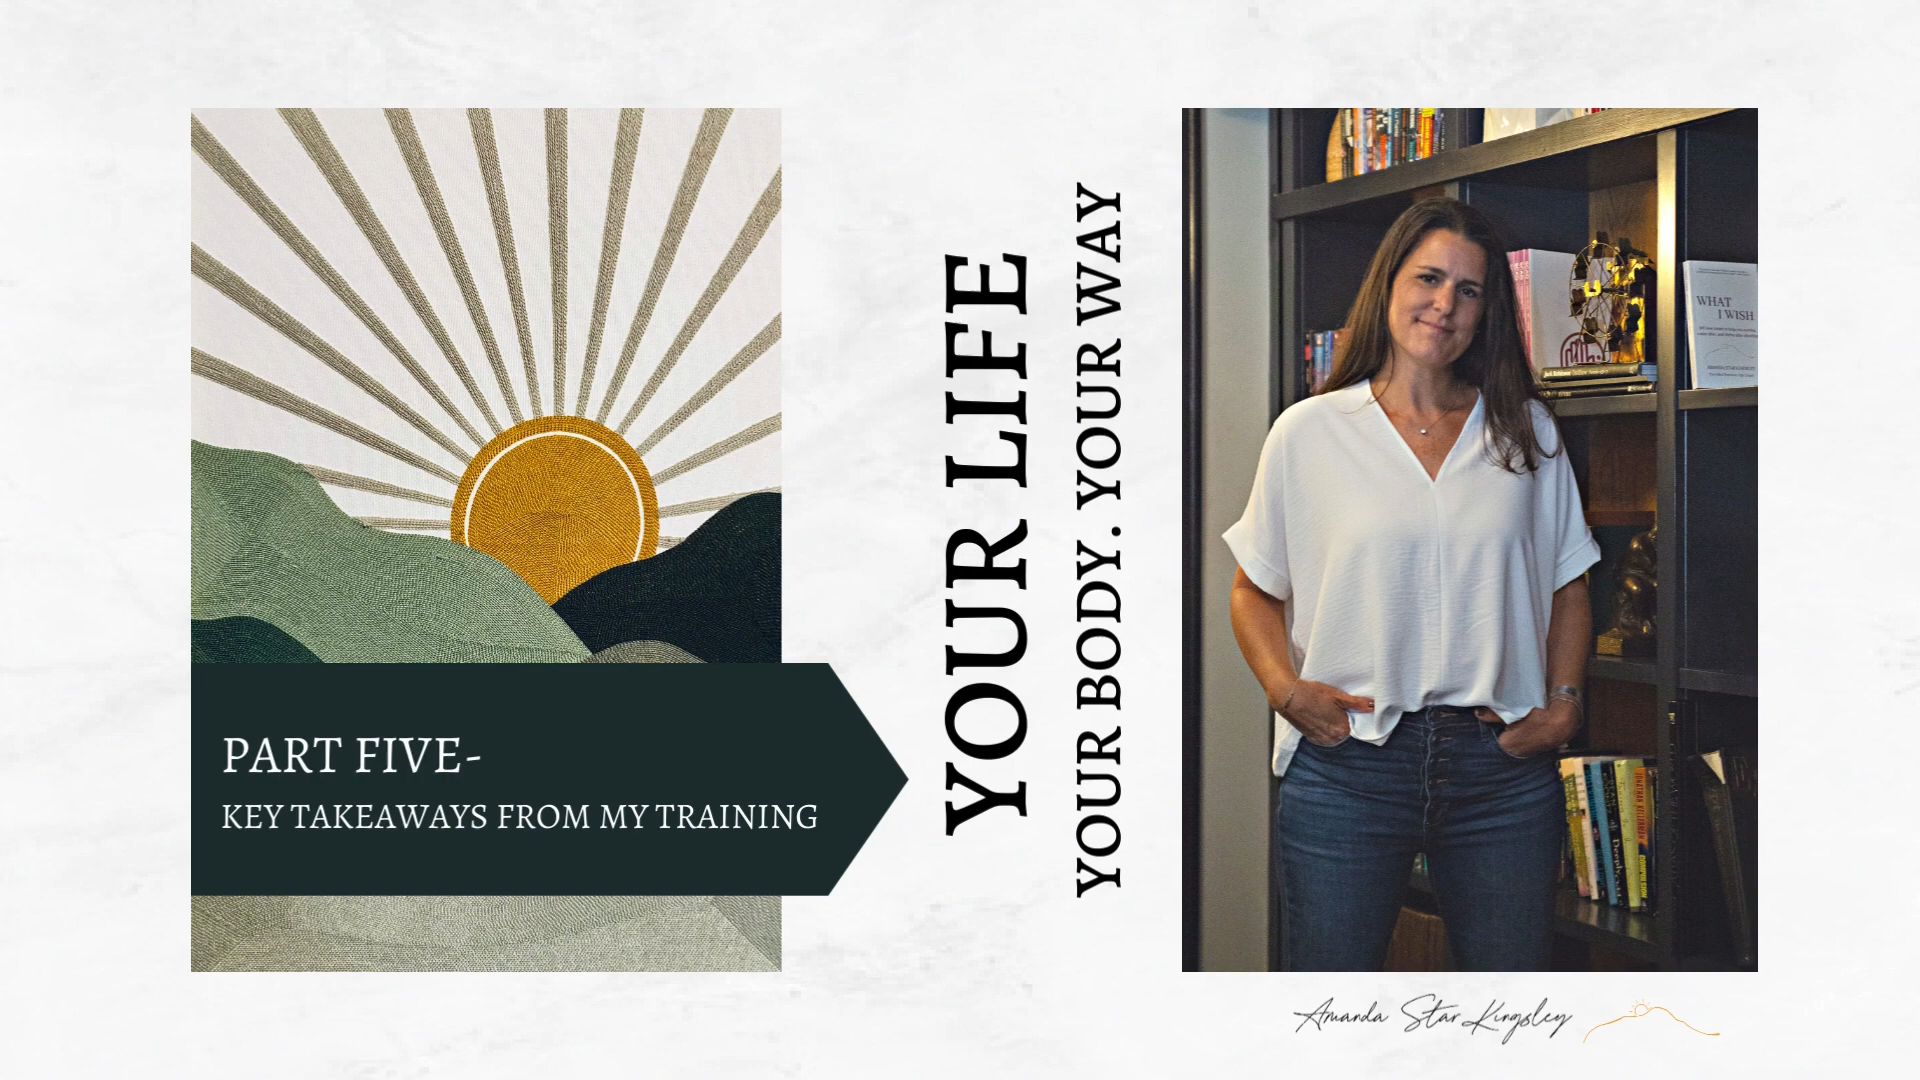 PART FIVE-
KEY TAKEAWAYS FROM MY TRAINING
YOUR LIFE
YOUR BODY. YOUR WAY
WHAT
I WISH
Amanda Star Kingsley